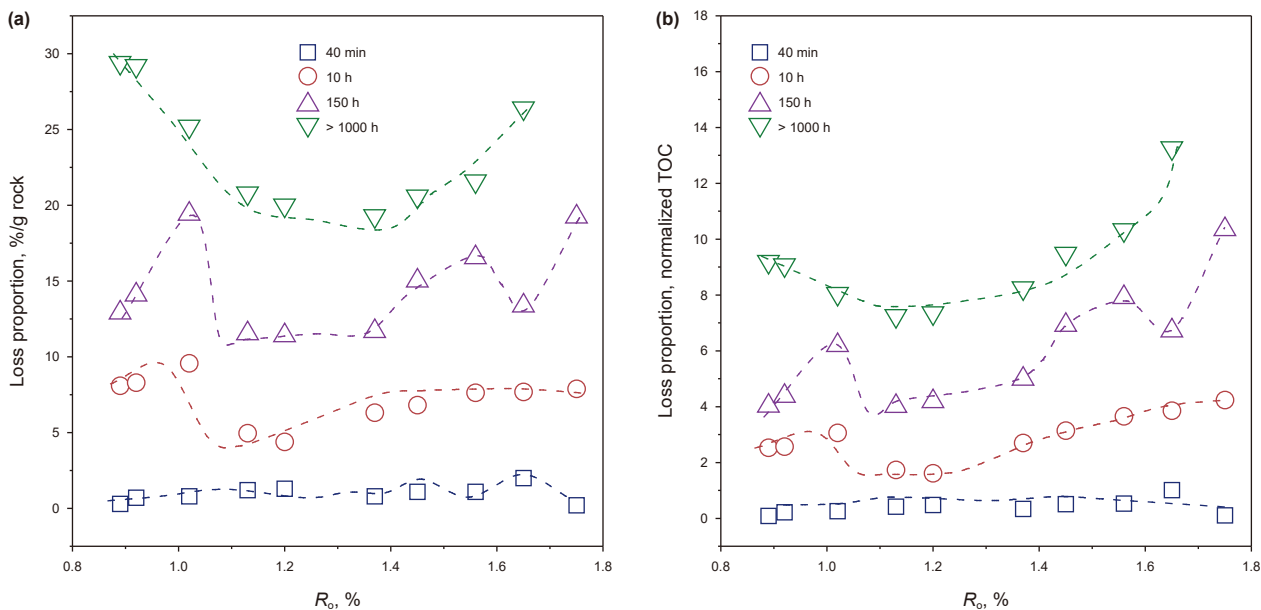 (a)
30
25
20
15
10
5
0
Loss proportion, %/g rock
40 min
10 h
150 h
> 1000 h
0.8
1.0
1.2
1.4
1.6
1.8
Rₒ, %
(b)
18
16
14
12
10
8
6
4
2
0
Loss proportion, normalized TOC
40 min
10 h
150 h
> 1000 h
0.8
1.0
1.2
1.4
1.6
1.8
Rₒ, %